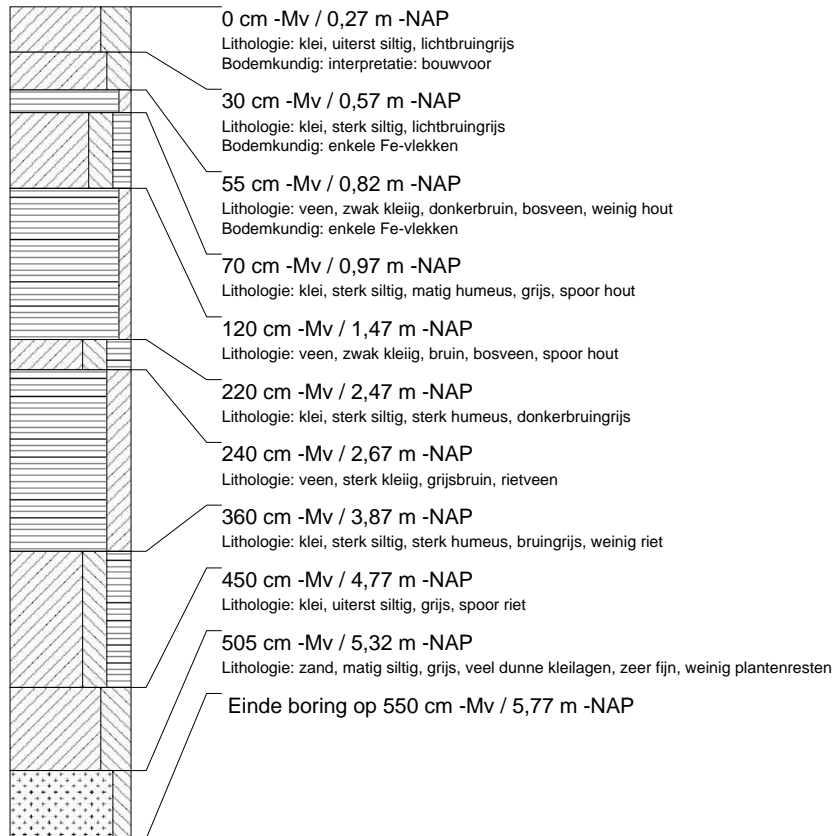 0 cm -Mv / 0,27 m -NAP
Lithologie: klei, uiterst siltig, lichtbruingrijs
Bodemkundig: interpretatie: bouwvoor
30 cm -Mv / 0,57 m -NAP
Lithologie: klei, sterk siltig, lichtbruingrijs
Bodemkundig: enkele Fe-vlekken
55 cm -Mv / 0,82 m -NAP
Lithologie: veen, zwak kleiig, donkerbruin, bosveen, weinig hout
Bodemkundig: enkele Fe-vlekken
70 cm -Mv / 0,97 m -NAP
Lithologie: klei, sterk siltig, matig humeus, grijs, spoor hout
120 cm -Mv / 1,47 m -NAP
Lithologie: veen, zwak kleiig, bruin, bosveen, spoor hout
220 cm -Mv / 2,47 m -NAP
Lithologie: klei, sterk siltig, sterk humeus, donkerbruingrijs
240 cm -Mv / 2,67 m -NAP
Lithologie: veen, sterk kleiig, grijsbruin, rietveen
360 cm -Mv / 3,87 m -NAP
Lithologie: klei, sterk siltig, sterk humeus, bruingrijs, weinig riet
450 cm -Mv / 4,77 m -NAP
Lithologie: klei, uiterst siltig, grijs, spoor riet
505 cm -Mv / 5,32 m -NAP
Lithologie: zand, matig siltig, grijs, veel dunne kleilagen, zeer fijn, weinig plantenresten
Einde boring op 550 cm -Mv / 5,77 m -NAP